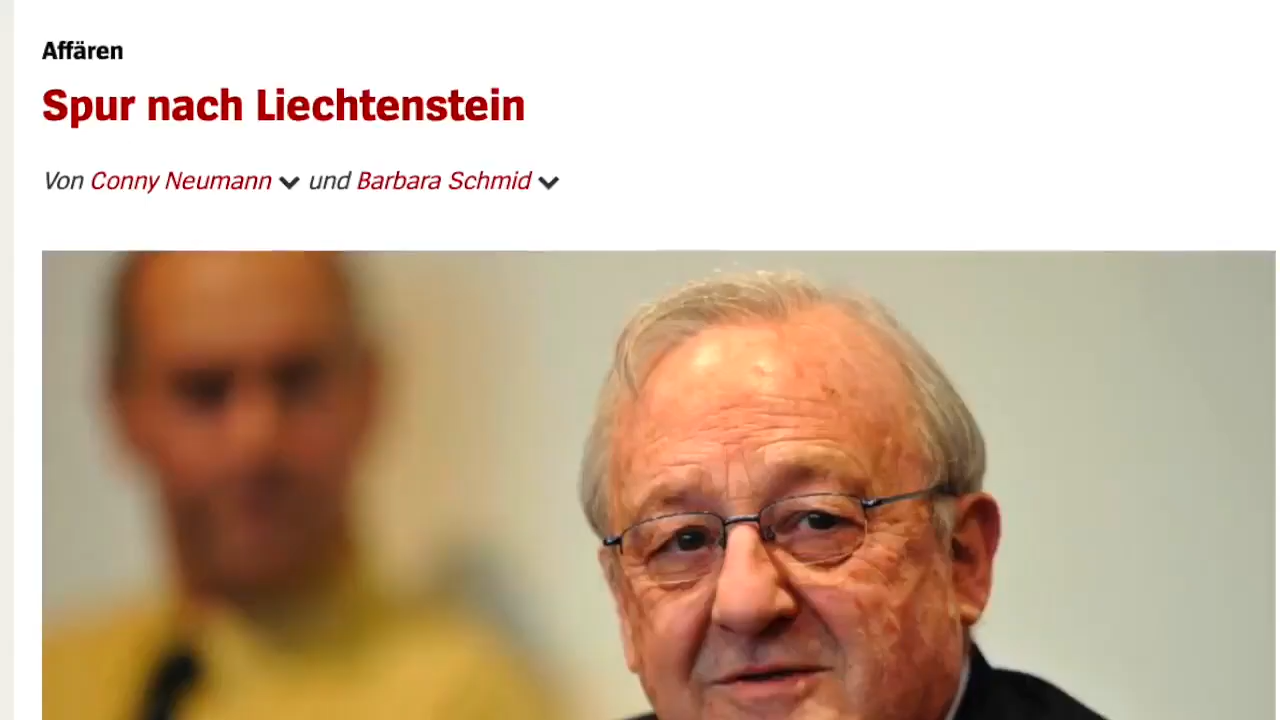 Affären
Spur nach Liechtenstein
Von Conny Neumann und Barbara Schmid